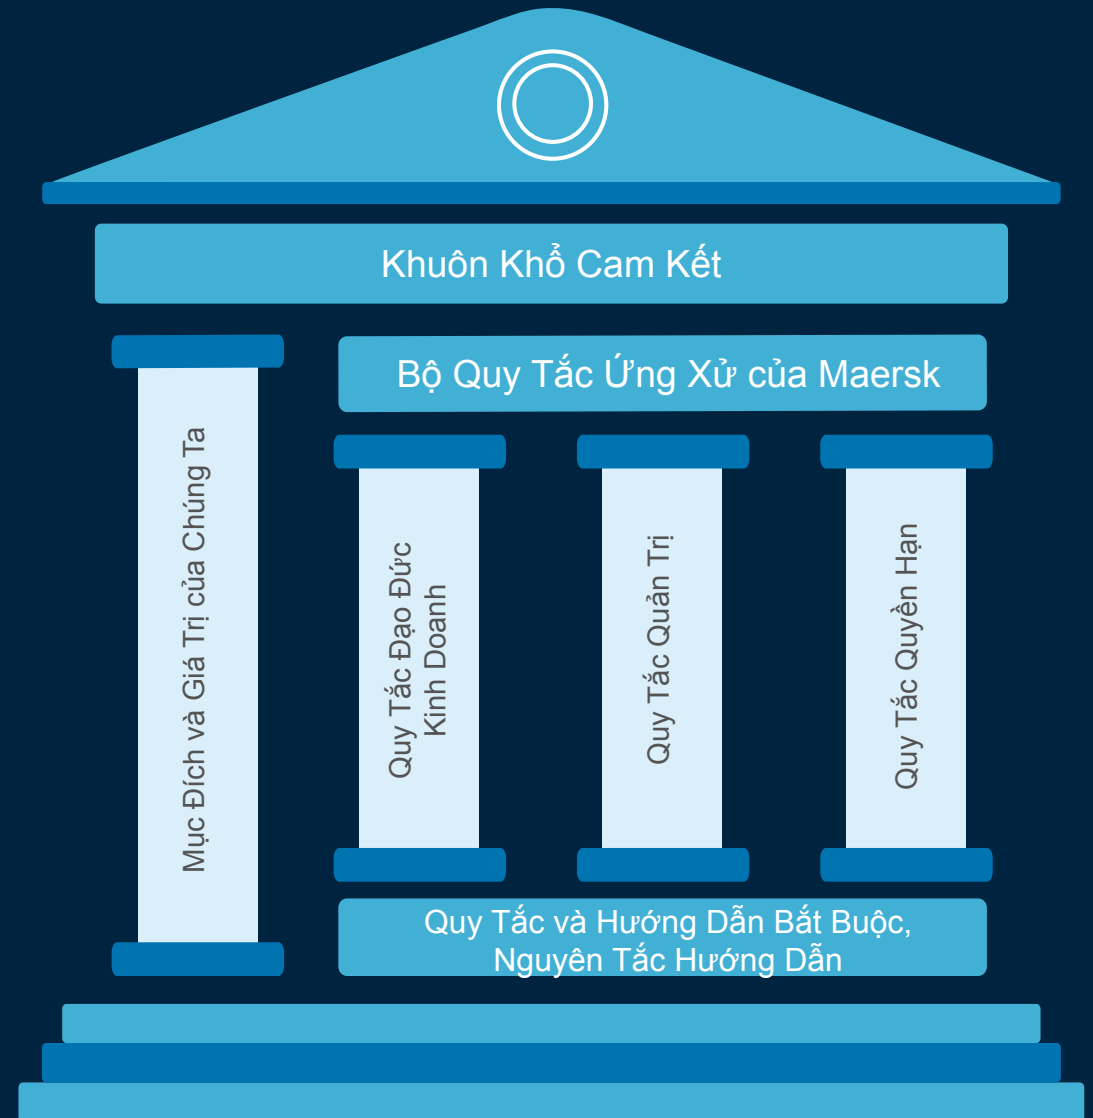 Khuôn Khổ Cam Kết
Bộ Quy Tắc Ứng Xử của Maersk
Mục Đích và Giá Trị của Chúng Ta
Quy Tắc Đạo Đức
Kinh Doanh
Quy Tắc Quản Trị
Quy Tắc Quyền Hạn
Quy Tắc và Hướng Dẫn Bắt Buộc,
Nguyên Tắc Hướng Dẫn